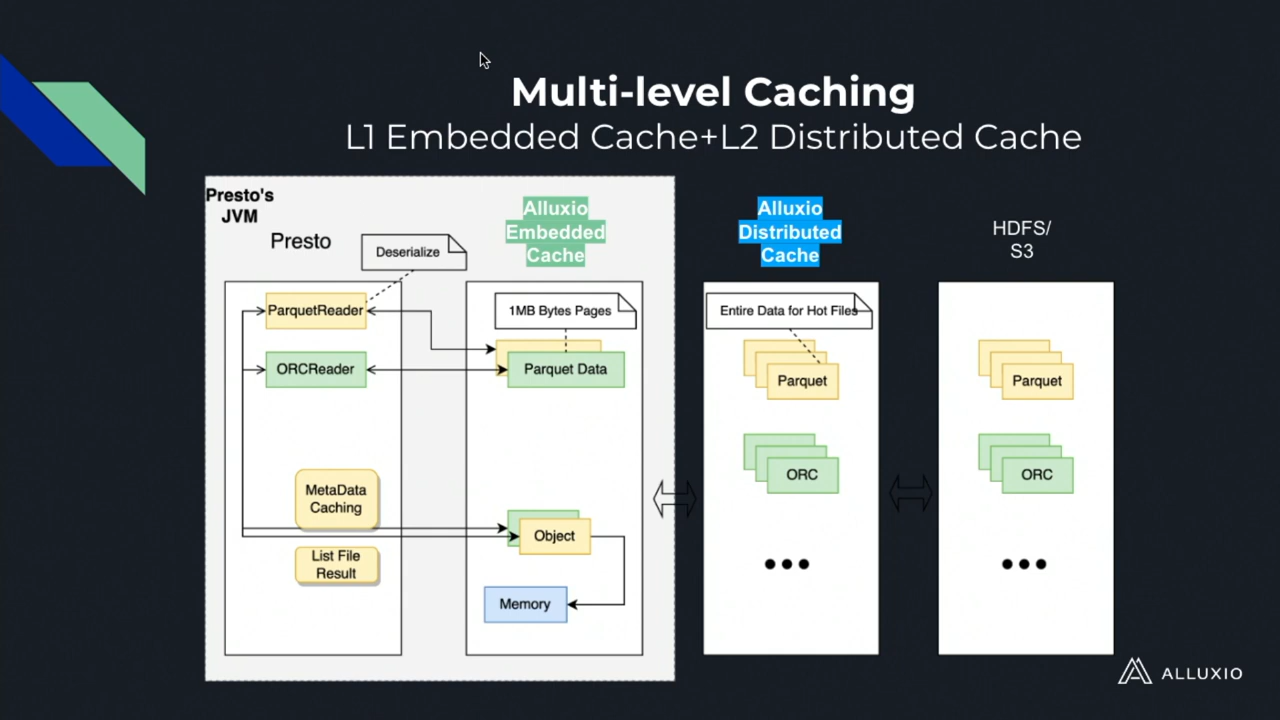 Multi-level Caching
L1 Embedded Cache+L2 Distributed Cache
Presto's
JVM
Presto
Deserialize
ParquetReader
ORCReader
MetaData
Caching
List File
Result
Alluxio
Embedded
Cache
1MB Bytes Pages
Parquet Data
Object
Memory
Alluxio
Distributed
Cache
Entire Data for Hot Files
Parquet
ORC
HDFS/
S3
Parquet
ORC
ALLUXIO